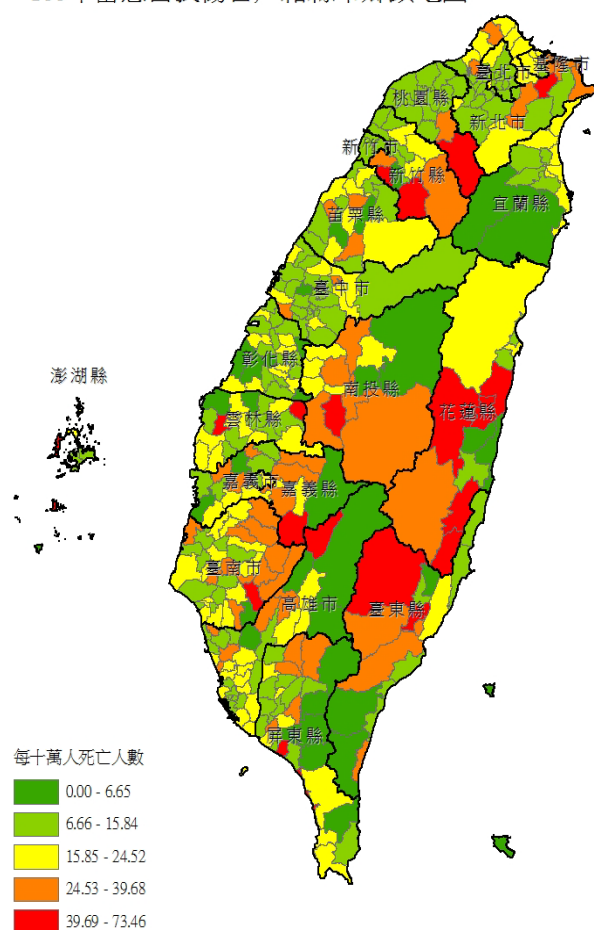 臺北市
基隆市
桃園縣
新北市
新竹市
新竹縣
宜蘭縣
苗栗縣
臺中市
彰化縣
南投縣
花蓮縣
澎湖縣
雲林縣
嘉義市
嘉義縣
臺南市
高雄市
臺東縣
屏東縣
每十萬人死亡人數
0.00 - 6.65
6.66 - 15.84
15.85 - 24.52
24.53 - 39.68
39.69 - 73.46